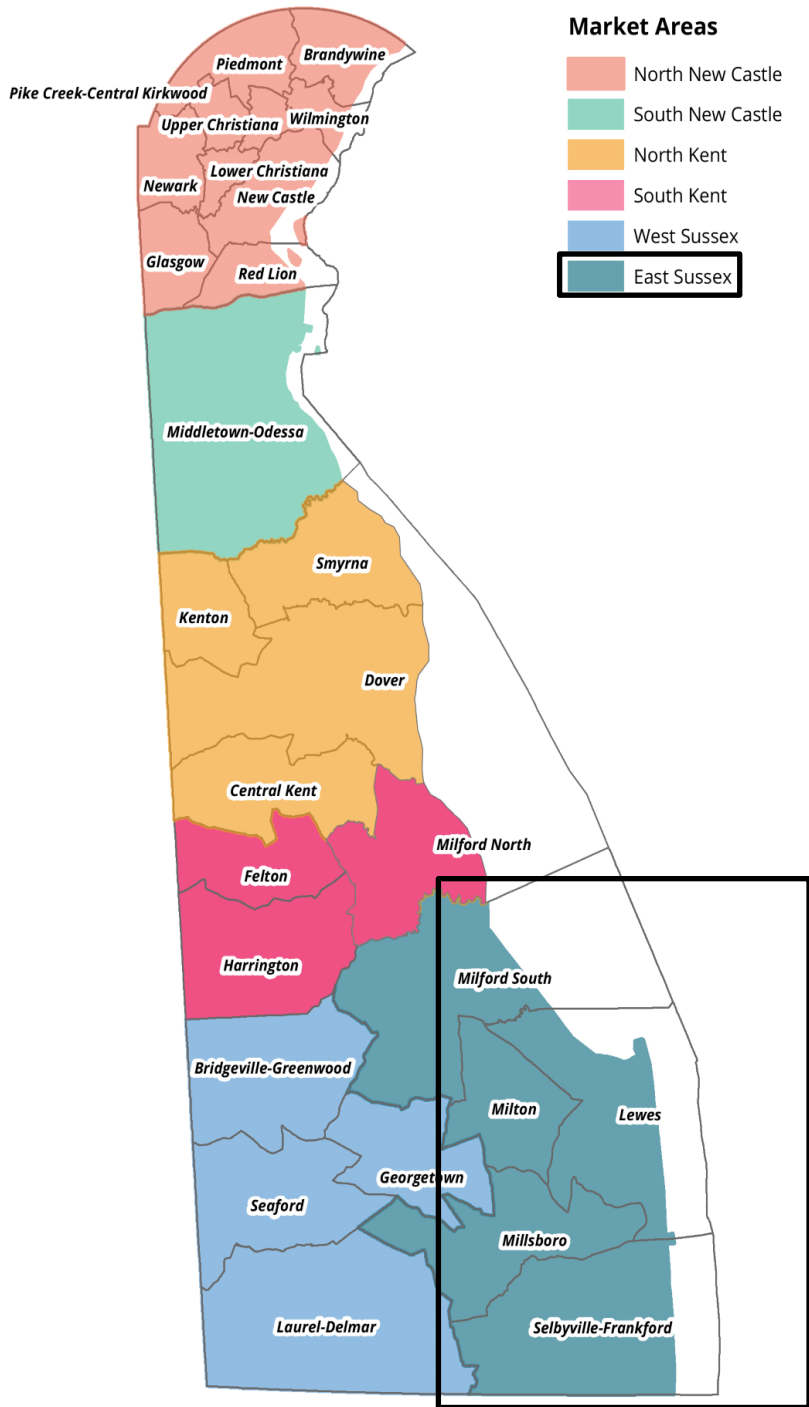 Market Areas
North New Castle
South New Castle
North Kent
South Kent
West Sussex
East Sussex
Brandywine
Piedmont
Pike Creek-Central Kirkwood
Wilmington
Upper Christiana
Lower Christiana
Newark
New Castle
Glasgow
Red Lion
Middletown-Odessa
Smyrna
Kenton
Dover
Central Kent
Milford North
Felton
Harrington
Milford South
Bridgeville-Greenwood
Milton
Lewes
Georgetown
Seaford
Millsboro
Laurel-Delmar
Selbyville-Frankford